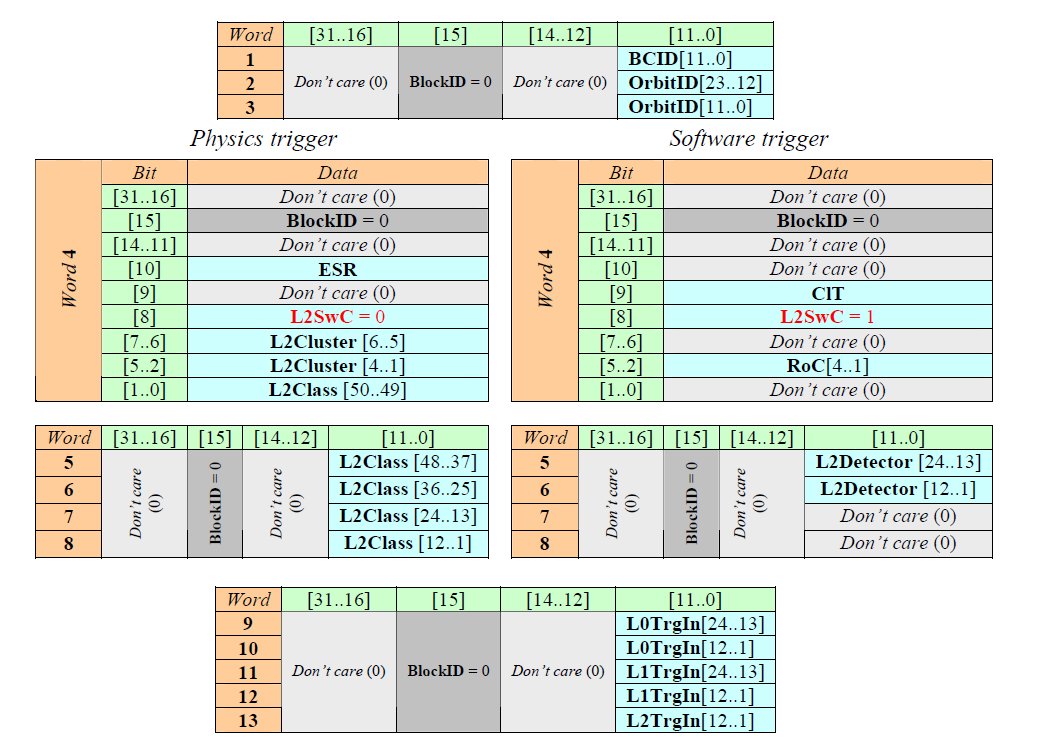 Word [31..16] [15] [14..12] [11..0]
1 BCID[11..0]
2 Don't care (0) BlockID = 0 Don't care (0) OrbitID[23..12]
3 OrbitID[11..0]
Physics trigger
Word 4
Bit Data
[31..16] Don't care (0)
[15] BlockID = 0
[14..11] Don't care (0)
[10] ESR
[9] Don't care (0)
[8] L2SwC = 0
[7..6] L2Cluster [6..5]
[5..2] L2Cluster [4..1]
[1..0] L2Class [50..49]
Software trigger
Word 4
Bit Data
[31..16] Don't care (0)
[15] BlockID = 0
[14..11] Don't care (0)
[10] Don't care (0)
[9] ClT
[8] L2SwC = 1
[7..6] Don't care (0)
[5..2] RoC[4..1]
[1..0] Don't care (0)
Word [31..16] [15] [14..12] [11..0]
Don't care (0) BlockID = 0 Don't care (0)
5 L2Class [48..37]
6 L2Class [36..25]
7 L2Class [24..13]
8 L2Class [12..1]
Word [31..16] [15] [14..12] [11..0]
Don't care (0) BlockID = 0 Don't care (0)
5 L2Detector [24..13]
6 L2Detector [12..1]
7 Don't care (0)
8 Don't care (0)
Word [31..16] [15] [14..12] [11..0]
9 L0TrgIn[24..13]
10 L0TrgIn[12..1]
11 Don't care (0) BlockID = 0 Don't care (0) L1TrgIn[24..13]
12 L1TrgIn[12..1]
13 L2TrgIn[12..1]